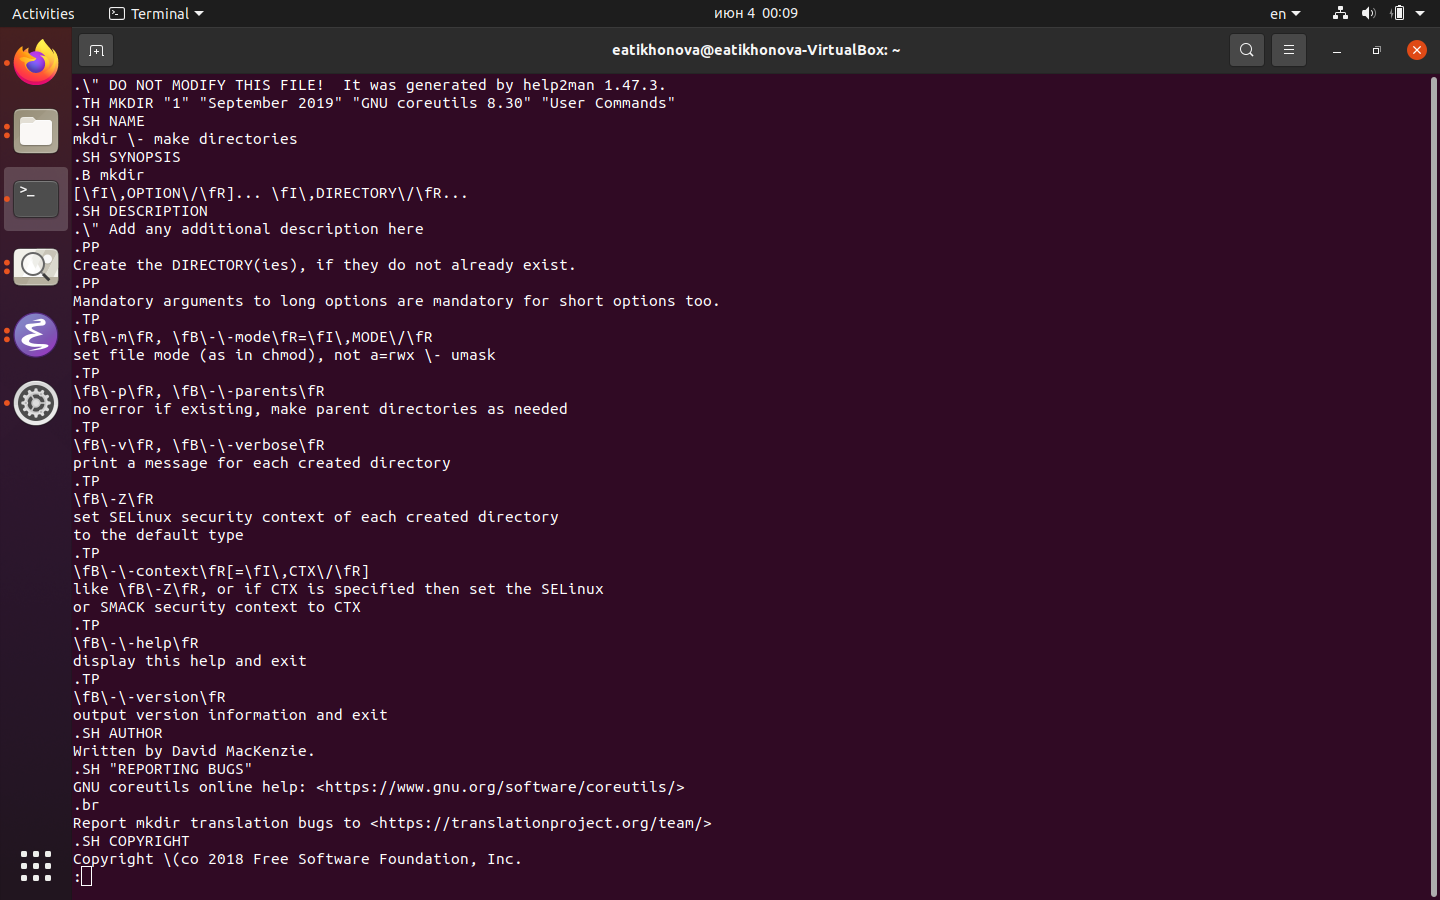 Activities
Terminal
июн 4 00:09
en
eatikhonova@eatikhonova-VirtualBox: ~
.\" DO NOT MODIFY THIS FILE!  It was generated by help2man 1.47.3.
.TH MKDIR "1" "September 2019" "GNU coreutils 8.30" "User Commands"
.SH NAME
mkdir \- make directories
.SH SYNOPSIS
.B mkdir
[\fI\,OPTION\/\fR]... \fI\,DIRECTORY\/\fR...
.SH DESCRIPTION
.\" Add any additional description here
.PP
Create the DIRECTORY(ies), if they do not already exist.
.PP
Mandatory arguments to long options are mandatory for short options too.
.TP
\fB\-m\fR, \fB\-\-mode\fR=\fI\,MODE\/\fR
set file mode (as in chmod), not a=rwx \- umask
.TP
\fB\-p\fR, \fB\-\-parents\fR
no error if existing, make parent directories as needed
.TP
\fB\-v\fR, \fB\-\-verbose\fR
print a message for each created directory
.TP
\fB\-Z\fR
set SELinux security context of each created directory
to the default type
.TP
\fB\-\-context\fR[=\fI\,CTX\/\fR]
like \fB\-Z\fR, or if CTX is specified then set the SELinux
or SMACK security context to CTX
.TP
\fB\-\-help\fR
display this help and exit
.TP
\fB\-\-version\fR
output version information and exit
.SH AUTHOR
Written by David MacKenzie.
.SH "REPORTING BUGS"
GNU coreutils online help: <https://www.gnu.org/software/coreutils/>
.br
Report mkdir translation bugs to <https://translationproject.org/team/>
.SH COPYRIGHT
Copyright \(co 2018 Free Software Foundation, Inc.
: